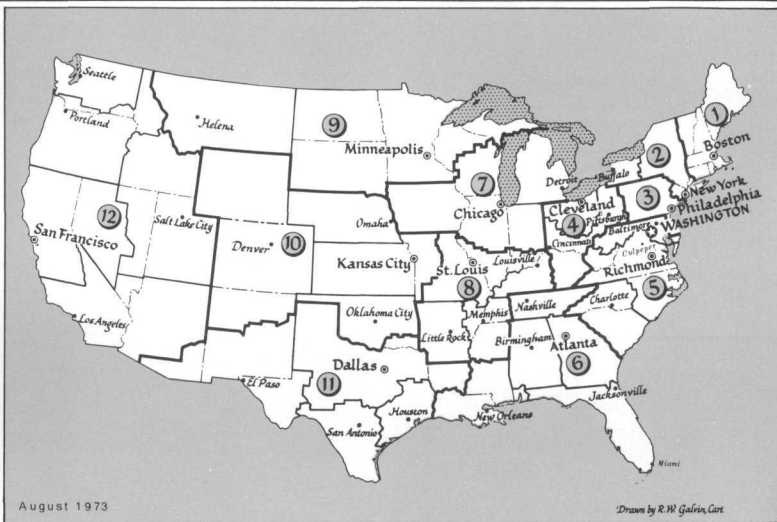 Seattle
Portland
Helena
9
Minneapolis
1
Boston
2
Buffalo
Detroit
7
3
New York
Philadelphia
WASHINGTON
Cleveland
Pittsburgh
4
Baltimore
Cincinnati
Chicago
12
Salt Lake City
San Francisco
Omaha
Denver
10
Kansas City
St. Louis
Louisville
Culpeper
Richmond
8
5
Los Angeles
Oklahoma City
Little Rock
Memphis
Nashville
Charlotte
Birmingham
Atlanta
6
Dallas
11
El Paso
Houston
San Antonio
New Orleans
Jacksonville
Miami
August 1973
Drawn by R.W. Galvin, Cart